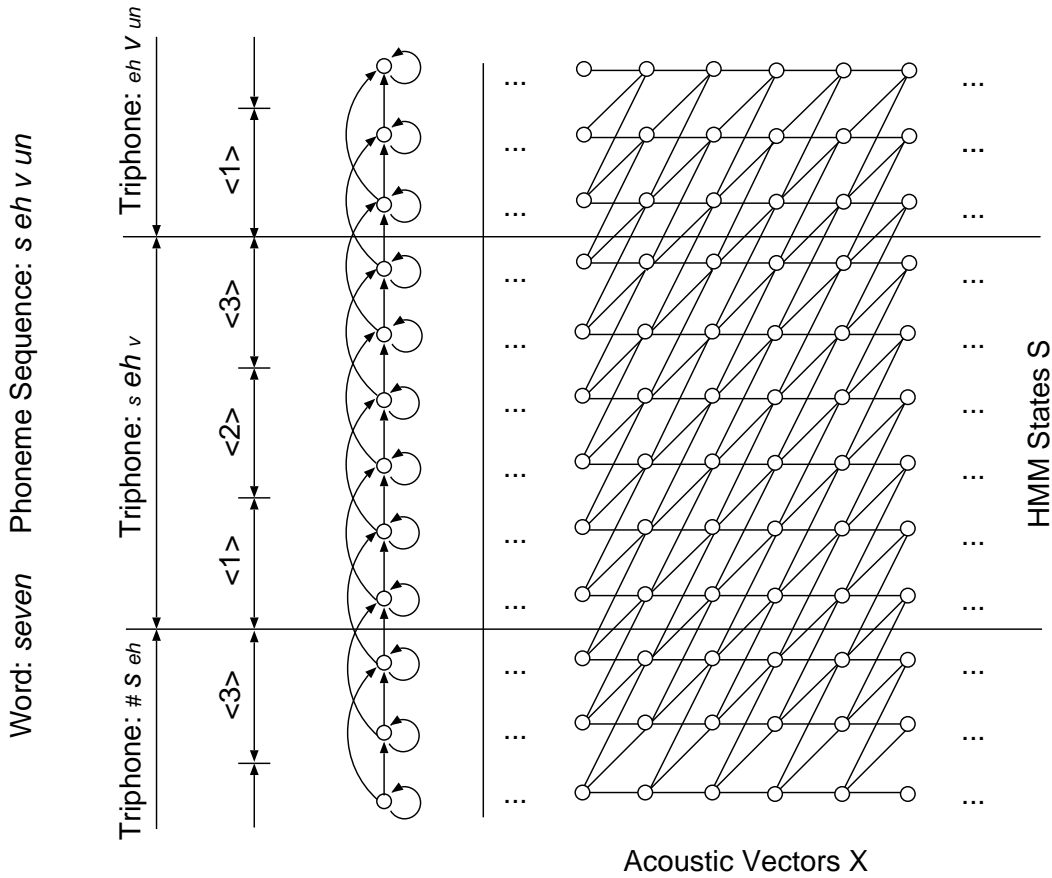 Word: seven Phoneme Sequence: s eh v un
Triphone: # s eh
Triphone: s eh v
Triphone: eh v un
<3>
<1>
<2>
<3>
<1>
... ...
... ...
... ...
... ...
... ...
... ...
... ...
... ...
... ...
... ...
... ...
... ...
HMM States S
Acoustic Vectors X